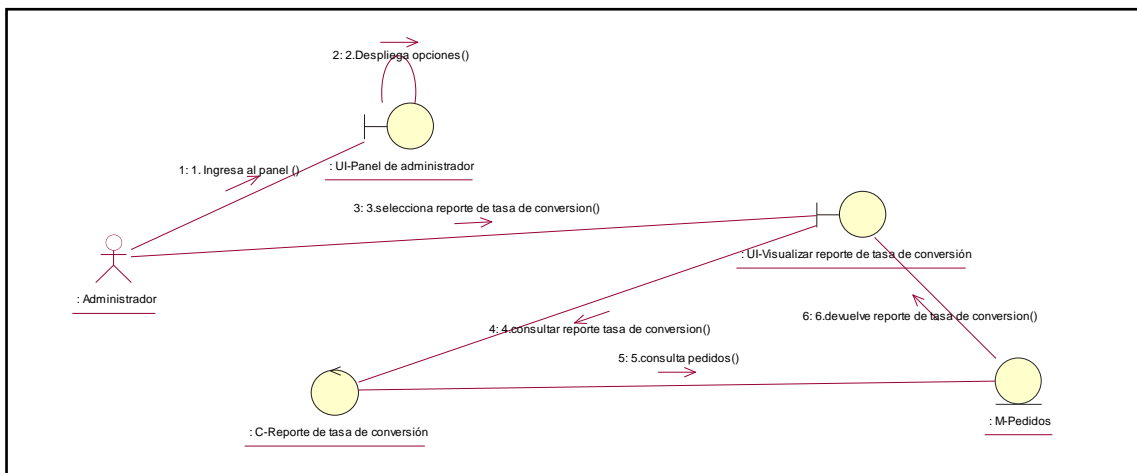 2: 2.Despliega opciones()
: UI-Panel de administrador
1: 1. Ingresa al panel ()
3: 3.selecciona reporte de tasa de conversion()
: UI-Visualizar reporte de tasa de conversión
: Administrador
4: 4.consultar reporte tasa de conversion()
6: 6.devuelve reporte de tasa de conversion()
5: 5.consulta pedidos()
: C-Reporte de tasa de conversión
: M-Pedidos